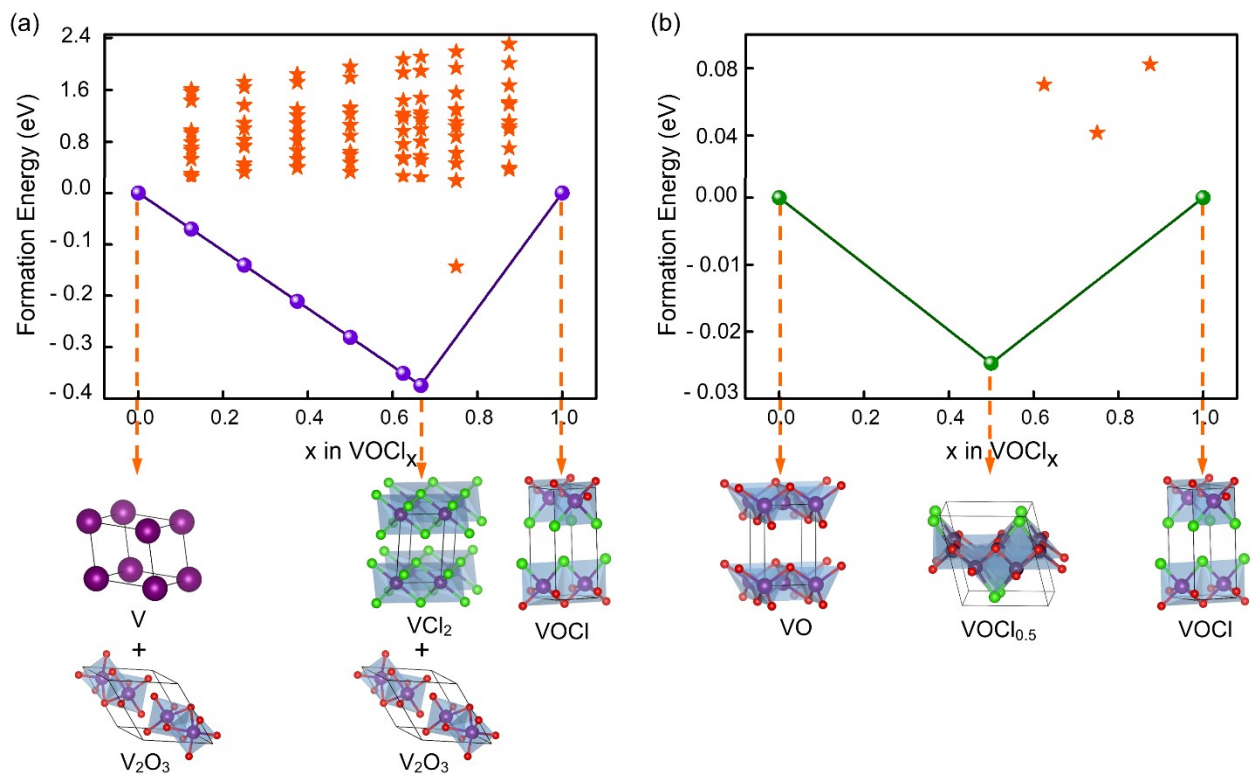 (a)
Formation Energy (eV)
2.4
1.6
0.8
0.0
- 0.1
- 0.2
- 0.3
- 0.4
0.0 0.2 0.4 0.6 0.8 1.0
x in VOClₓ
V
+
V₂O₃
VCl₂
+
V₂O₃
VOCl
(b)
Formation Energy (eV)
0.08
0.04
0.00
- 0.01
- 0.02
- 0.03
0.0 0.2 0.4 0.6 0.8 1.0
x in VOClₓ
VO
VOCl₀.₅
VOCl